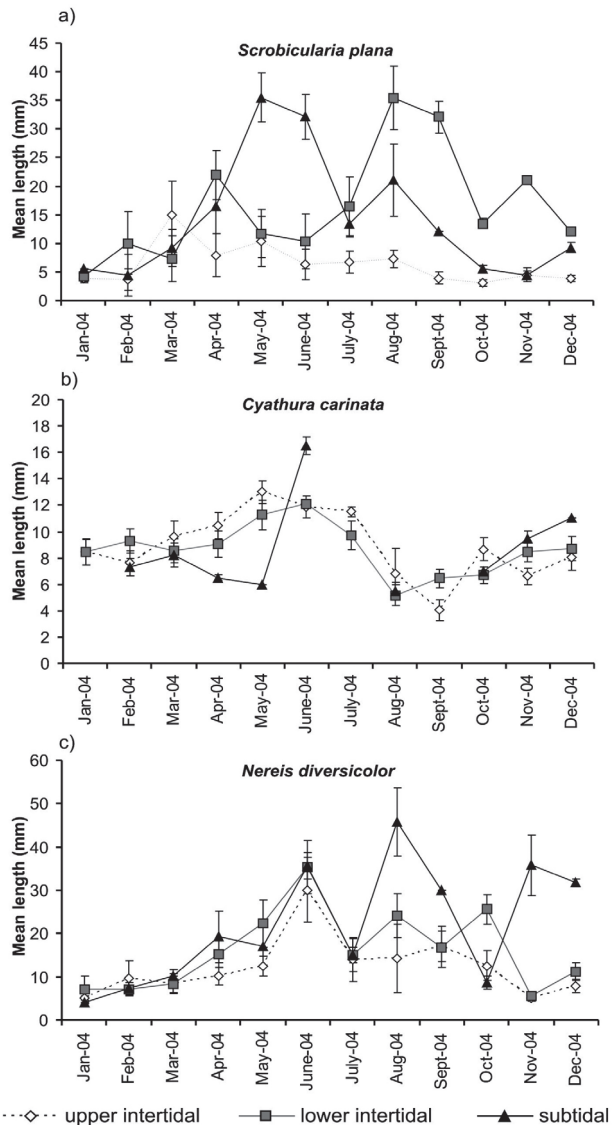 a)
Scrobicularia plana
Mean length (mm)
45
40
35
30
25
20
15
10
5
0
Jan-04
Feb-04
Mar-04
Apr-04
May-04
June-04
July-04
Aug-04
Sept-04
Oct-04
Nov-04
Dec-04
b)
Cyathura carinata
Mean length (mm)
20
18
16
14
12
10
8
6
4
2
0
Jan-04
Feb-04
Mar-04
Apr-04
May-04
June-04
July-04
Aug-04
Sept-04
Oct-04
Nov-04
Dec-04
c)
Nereis diversicolor
Mean length (mm)
60
50
40
30
20
10
0
Jan-04
Feb-04
Mar-04
Apr-04
May-04
June-04
July-04
Aug-04
Sept-04
Oct-04
Nov-04
Dec-04
upper intertidal lower intertidal subtidal